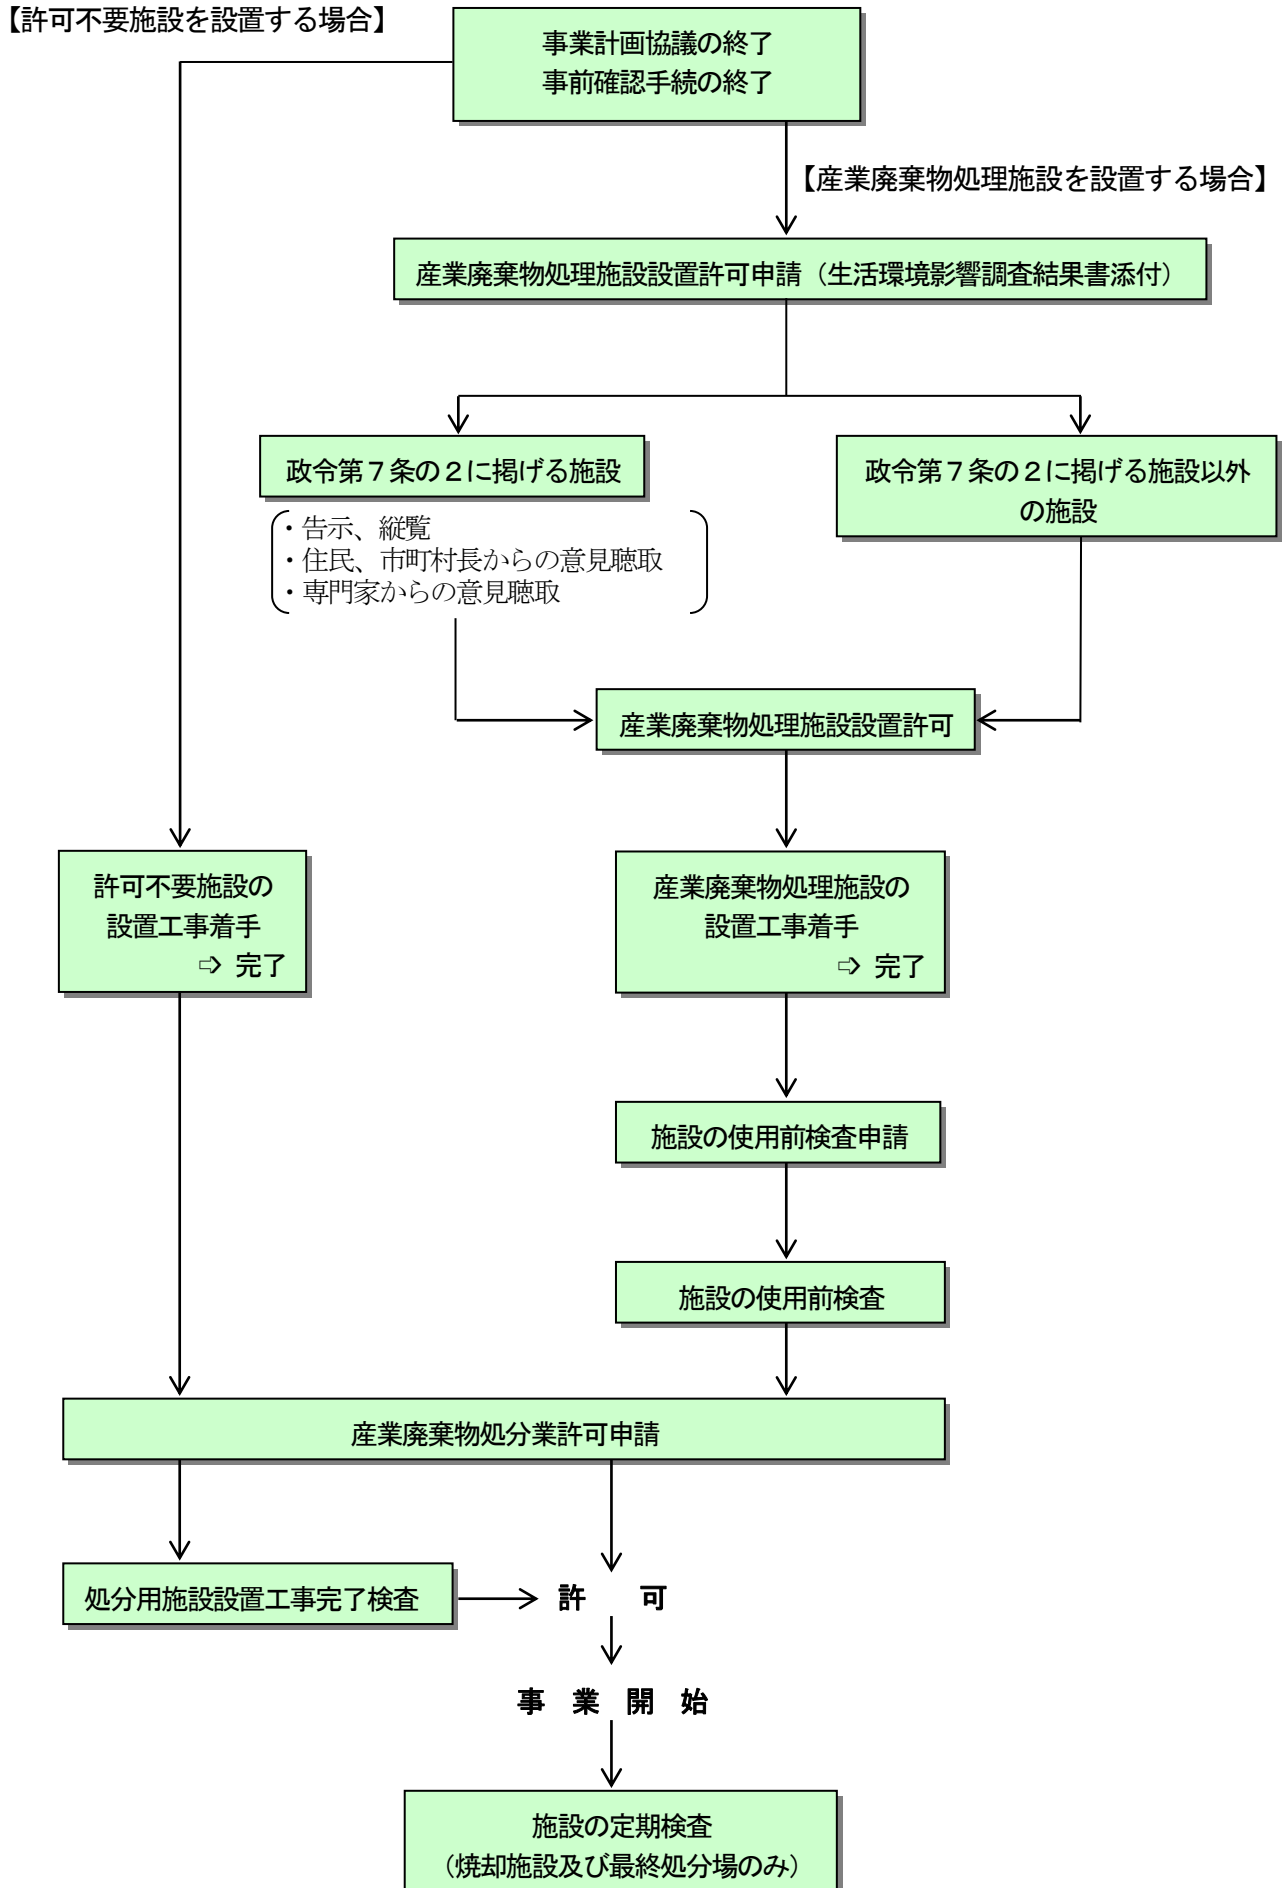 【許可不要施設を設置する場合】
事業計画協議の終了
事前確認手続の終了
【産業廃棄物処理施設を設置する場合】
産業廃棄物処理施設設置許可申請（生活環境影響調査結果書添付）
政令第７条の２に掲げる施設
・告示、縦覧
・住民、市町村長からの意見聴取
・専門家からの意見聴取
政令第７条の２に掲げる施設以外
の施設
産業廃棄物処理施設設置許可
許可不要施設の
設置工事着手
⇨ 完了
産業廃棄物処理施設の
設置工事着手
⇨ 完了
施設の使用前検査申請
施設の使用前検査
産業廃棄物処分業許可申請
処分用施設設置工事完了検査
許　可
事　業　開　始
施設の定期検査
（焼却施設及び最終処分場のみ）